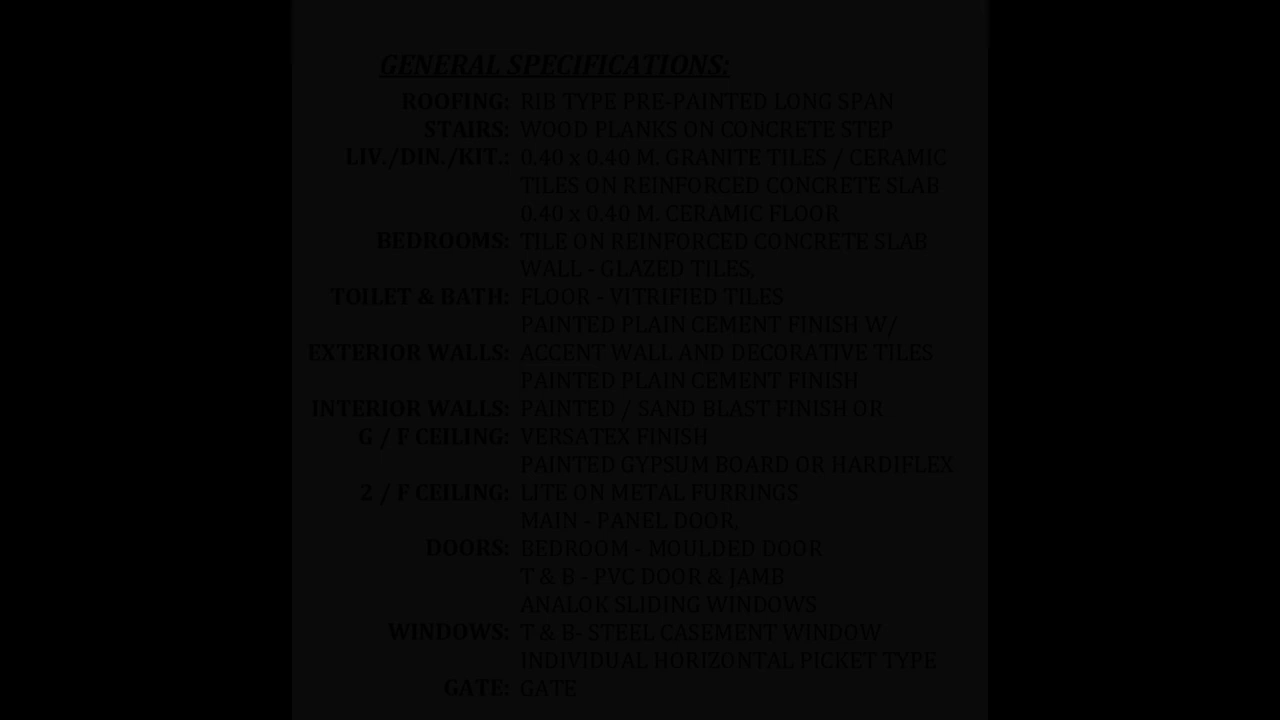 GENERAL SPECIFICATIONS:
ROOFING: RIB TYPE PRE-PAINTED LONG SPAN
STAIRS: WOOD PLANKS ON CONCRETE STEP
LIV./DIN./KIT.: 0.40 x 0.40 M. GRANITE TILES / CERAMIC
TILES ON REINFORCED CONCRETE SLAB
0.40 x 0.40 M. CERAMIC FLOOR
BEDROOMS: TILE ON REINFORCED CONCRETE SLAB
WALL - GLAZED TILES,
TOILET & BATH: FLOOR - VITRIFIED TILES
PAINTED PLAIN CEMENT FINISH W/
EXTERIOR WALLS: ACCENT WALL AND DECORATIVE TILES
PAINTED PLAIN CEMENT FINISH
INTERIOR WALLS: PAINTED / SAND BLAST FINISH OR
G / F CEILING: VERSATEX FINISH
PAINTED GYPSUM BOARD OR HARDIFLEX
2 / F CEILING: LITE ON METAL FURRINGS
MAIN - PANEL DOOR,
DOORS: BEDROOM - MOULDED DOOR
T & B - PVC DOOR & JAMB
ANALOK SLIDING WINDOWS
WINDOWS: T & B- STEEL CASEMENT WINDOW
INDIVIDUAL HORIZONTAL PICKET TYPE
GATE: GATE